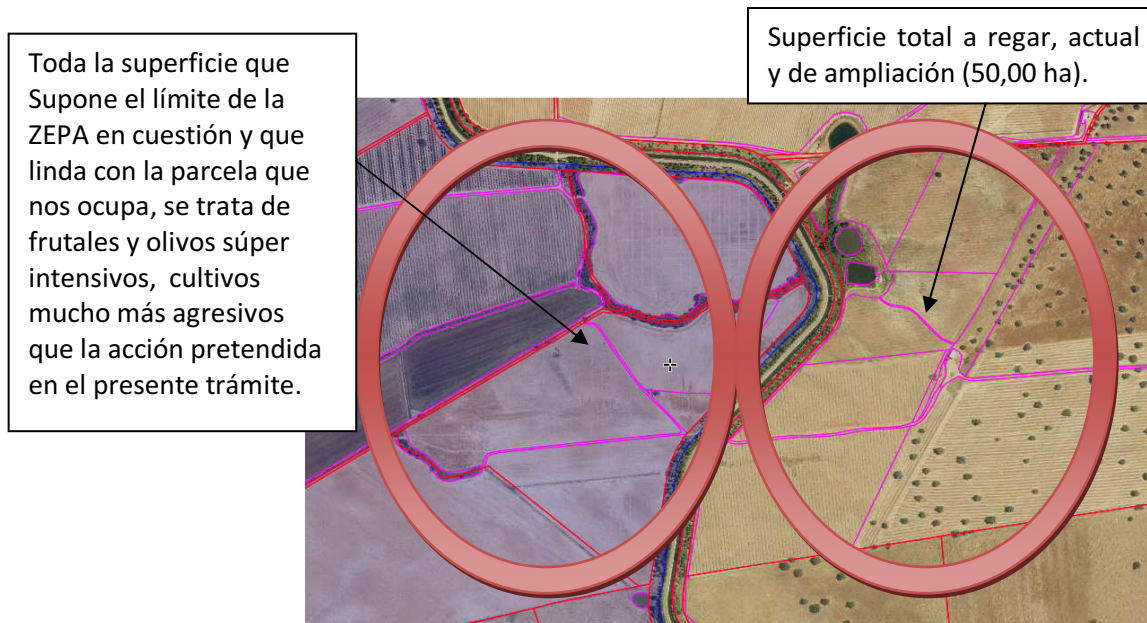 Toda la superficie que
Supone el límite de la
ZEPA en cuestión y que
linda con la parcela que
nos ocupa, se trata de
frutales y olivos súper
intensivos, cultivos
mucho más agresivos
que la acción pretendida
en el presente trámite.
Superficie total a regar, actual
y de ampliación (50,00 ha).